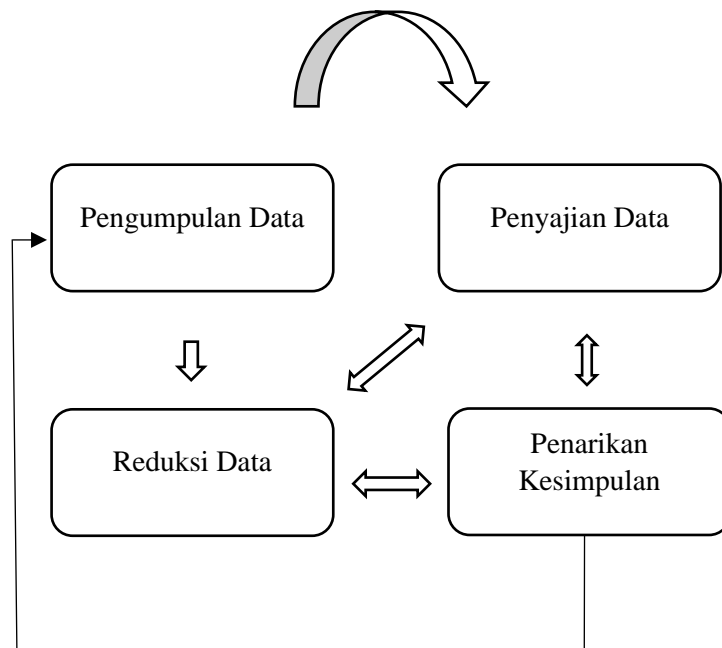 Pengumpulan Data
Penyajian Data
Reduksi Data
Penarikan
Kesimpulan